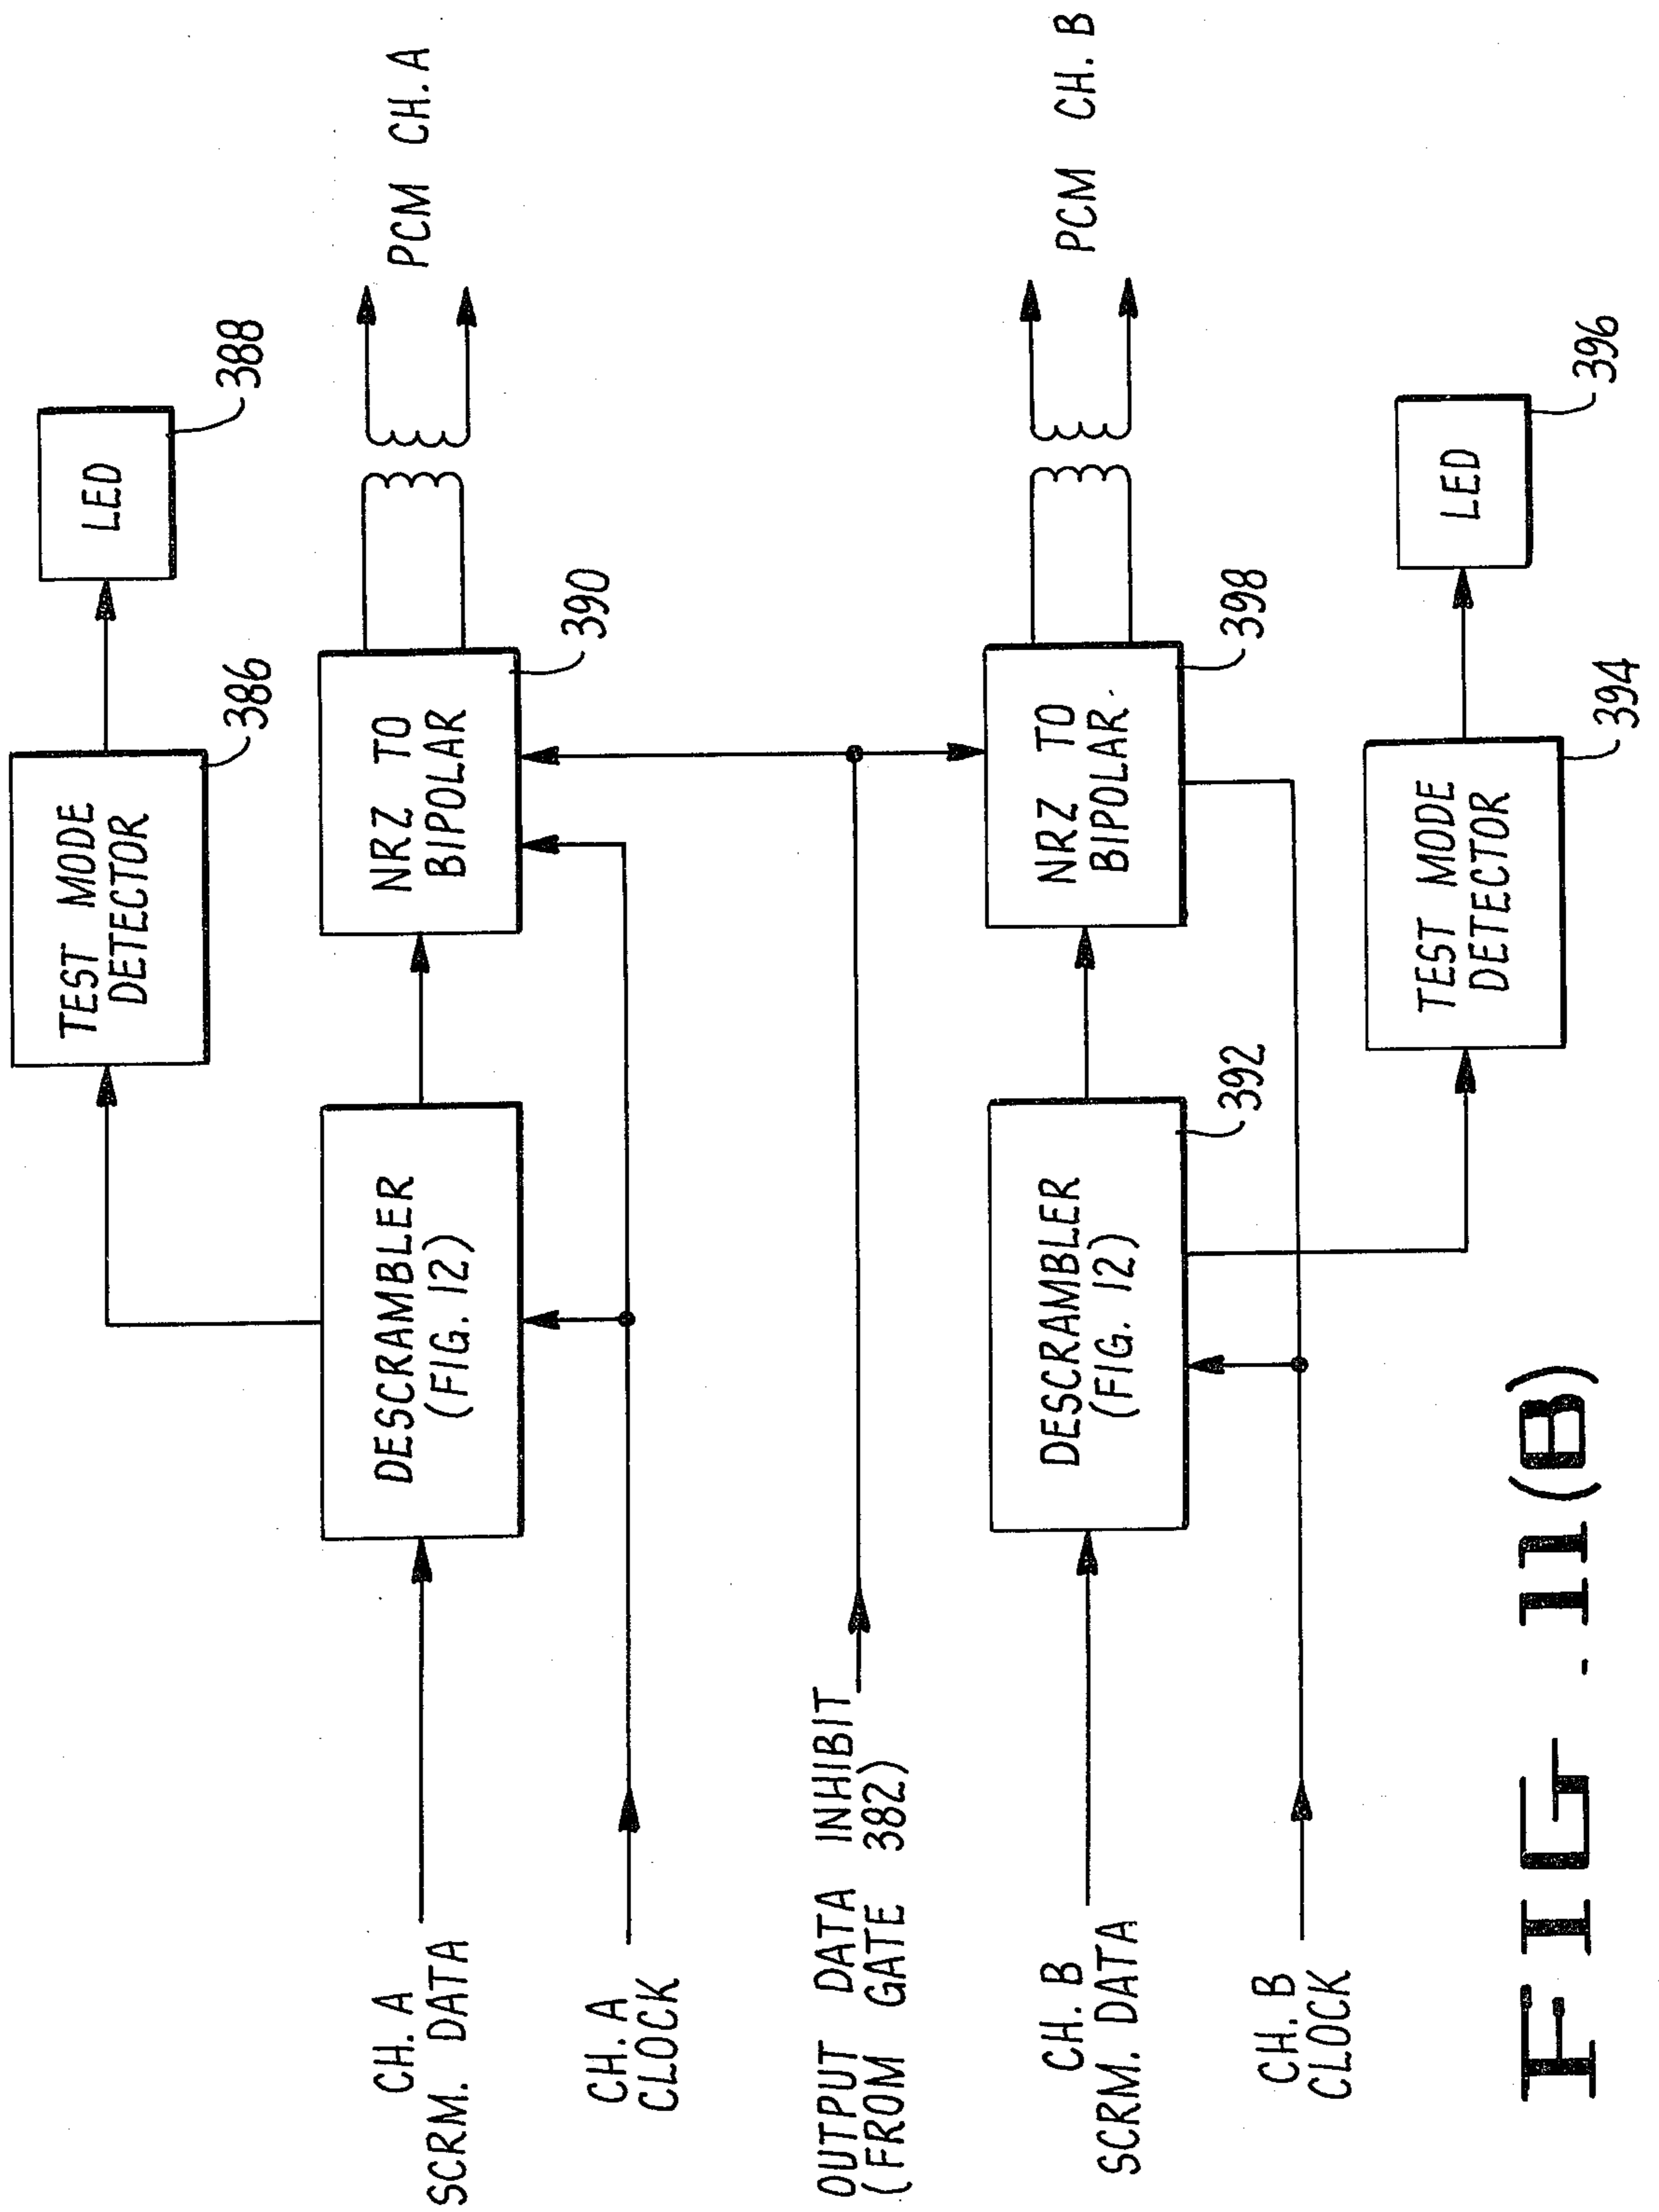 LED
388
TEST MODE
DETECTOR
386
PCM CH. A
NRZ TO
BIPOLAR
390
DESCRAMBLER
(FIG. 12)
CH. A
SCRM. DATA
CH. A
CLOCK
OUTPUT DATA INHIBIT
(FROM GATE 382)
PCM CH. B
NRZ TO
BIPOLAR
398
DESCRAMBLER
(FIG. 12)
392
CH. B
SCRM. DATA
CH. B
CLOCK
TEST MODE
DETECTOR
394
LED
396
FIG. 11(B)